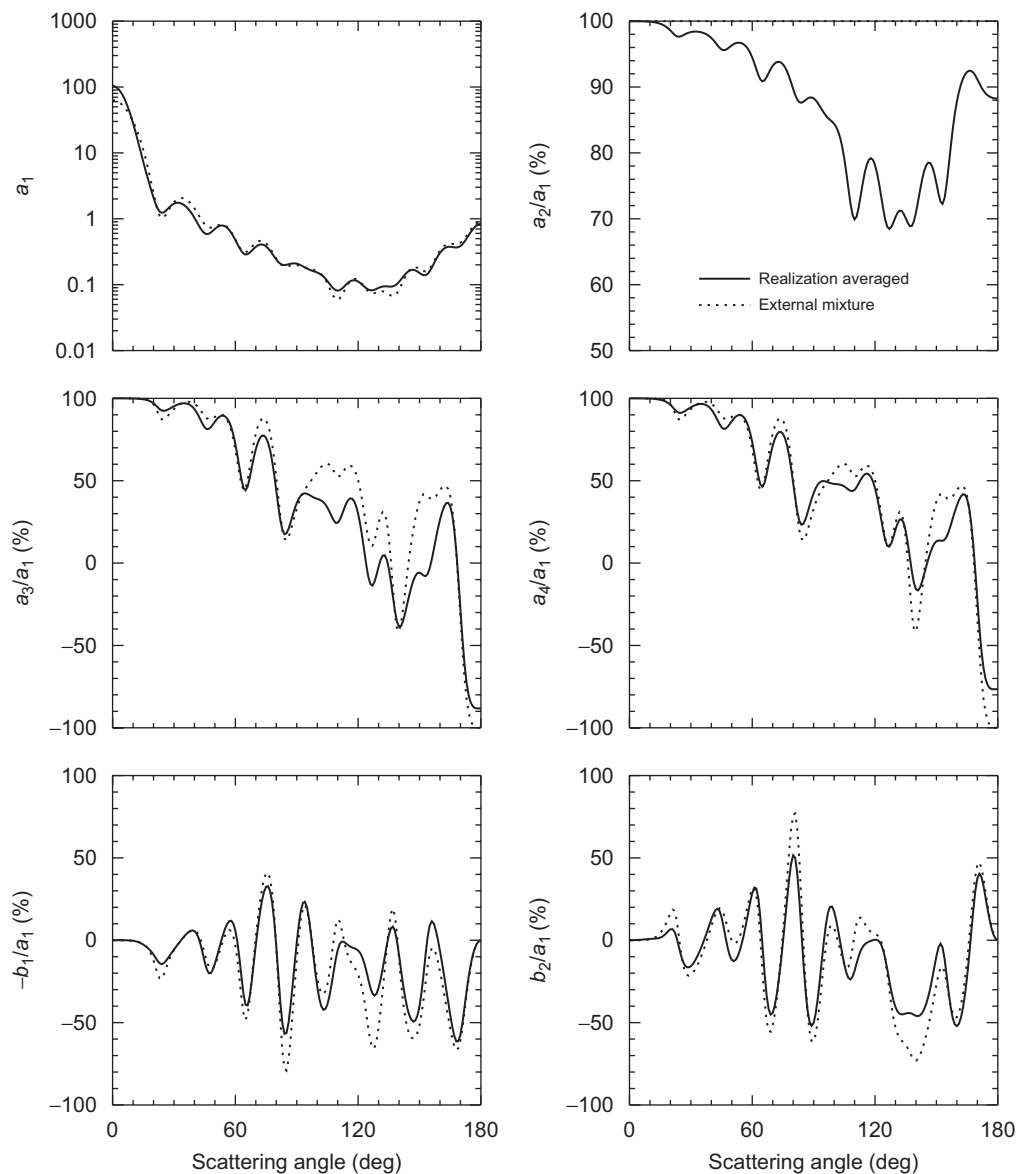 1000
100
10
1
0.1
0.01
a1
100
90
80
70
60
50
a2/a1 (%)
Realization averaged
External mixture
100
50
0
–50
–100
a3/a1 (%)
100
50
0
–50
–100
a4/a1 (%)
100
50
0
–50
–100
–b1/a1 (%)
0 60 120 180
Scattering angle (deg)
100
50
0
–50
–100
b2/a1 (%)
0 60 120 180
Scattering angle (deg)